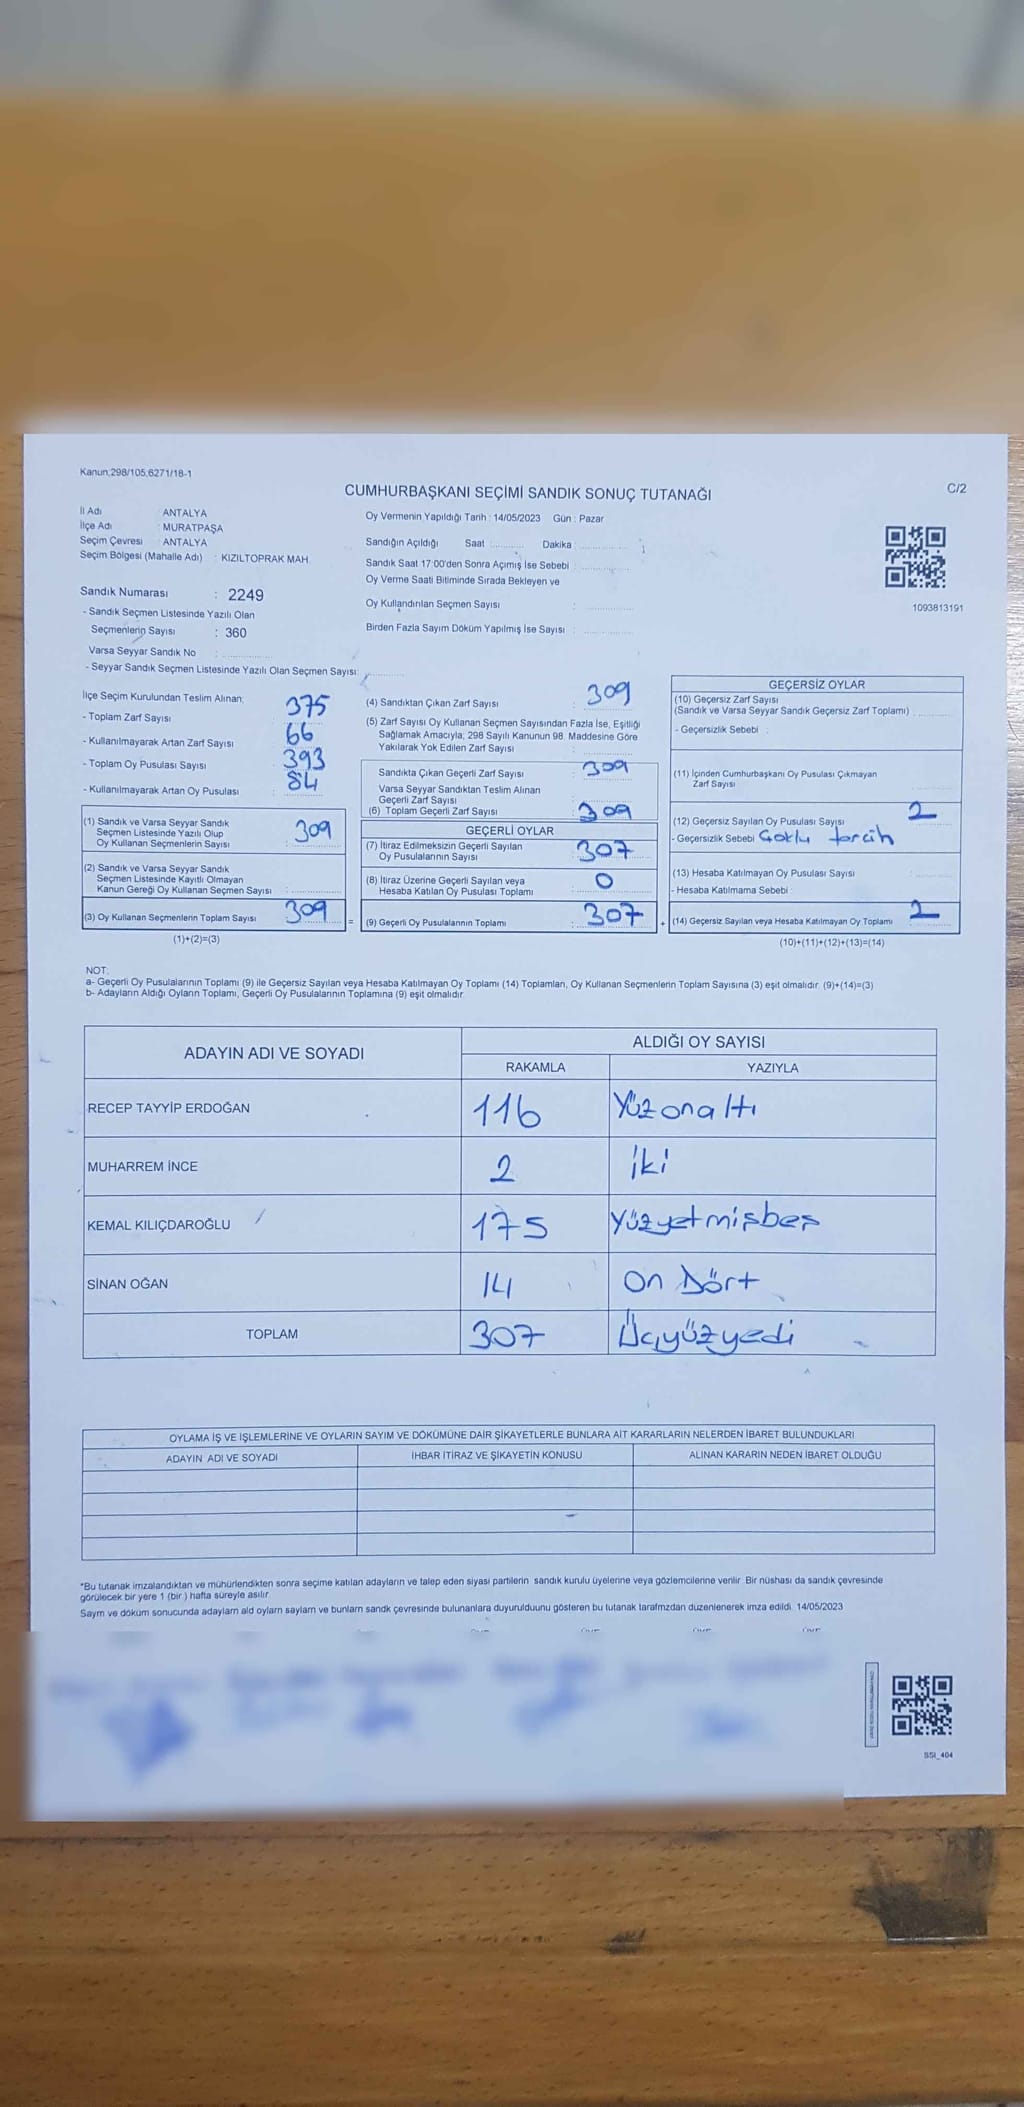 Kanun;298/105,6271/18-1
CUMHURBAŞKANI SEÇİMİ SANDIK SONUÇ TUTANAĞI
C/2
İl Adı ANTALYA
İlçe Adı : MURATPAŞA
Seçim Çevresi ANTALYA
Seçim Bölgesi (Mahalle Adı) : KIZILTOPRAK MAH.
Sandık Numarası : 2249
- Sandık Seçmen Listesinde Yazılı Olan
Seçmenlerin Sayısı : 360
Varsa Seyyar Sandık No :
- Seyyar Sandık Seçmen Listesinde Yazılı Olan Seçmen Sayısı:
Oy Vermenin Yapıldığı Tarih : 14/05/2023 Gün : Pazar
Sandığın Açıldığı Saat : Dakika :
Sandık Saat 17:00'den Sonra Açımış İse Sebebi :
Oy Verme Saati Bitiminde Sırada Bekleyen ve
Oy Kullandırılan Seçmen Sayısı :
Birden Fazla Sayım Döküm Yapılmış İse Sayısı :
1093813191
İlçe Seçim Kurulundan Teslim Alınan;
- Toplam Zarf Sayısı 375
- Kullanılmayarak Artan Zarf Sayısı 66
- Toplam Oy Pusulası Sayısı 393
- Kullanılmayarak Artan Oy Pusulası 84
(1) Sandık ve Varsa Seyyar Sandık
Seçmen Listesinde Yazılı Olup
Oy Kullanan Seçmenlerin Sayısı : 309
(2) Sandık ve Varsa Seyyar Sandık
Seçmen Listesinde Kayıtlı Olmayan
Kanun Gereği Oy Kullanan Seçmen Sayısı :
(3) Oy Kullanan Seçmenlerin Toplam Sayısı 309 =
(1)+(2)=(3)
(4) Sandıktan Çıkan Zarf Sayısı : 309
(5) Zarf Sayısı Oy Kullanan Seçmen Sayısından Fazla İse, Eşitliği
Sağlamak Amacıyla; 298 Sayılı Kanunun 98. Maddesine Göre
Yakılarak Yok Edilen Zarf Sayısı :
Sandıkta Çıkan Geçerli Zarf Sayısı : 309
Varsa Seyyar Sandıktan Teslim Alınan
Geçerli Zarf Sayısı
(6) Toplam Geçerli Zarf Sayısı : 309
GEÇERLİ OYLAR
(7) İtiraz Edilmeksizin Geçerli Sayılan
Oy Pusulalarının Sayısı : 307
(8) İtiraz Üzerine Geçerli Sayılan veya
Hesaba Katılan Oy Pusulası Toplamı : 0
(9) Geçerli Oy Pusulalarının Toplamı : 307 +
GEÇERSİZ OYLAR
(10) Geçersiz Zarf Sayısı
(Sandık ve Varsa Seyyar Sandık Geçersiz Zarf Toplamı) :
- Geçersizlik Sebebi :
(11) İçinden Cumhurbaşkanı Oy Pusulası Çıkmayan
Zarf Sayısı
(12) Geçersiz Sayılan Oy Pusulası Sayısı 2
- Geçersizlik Sebebi Çoklu tercih
(13) Hesaba Katılmayan Oy Pusulası Sayısı
- Hesaba Katılmama Sebebi :
(14) Geçersiz Sayılan veya Hesaba Katılmayan Oy Toplamı : 2
(10)+(11)+(12)+(13)=(14)
NOT:
a- Geçerli Oy Pusulalarının Toplamı (9) ile Geçersiz Sayılan veya Hesaba Katılmayan Oy Toplamı (14) Toplamları, Oy Kullanan Seçmenlerin Toplam Sayısına (3) eşit olmalıdır. (9)+(14)=(3)
b- Adayların Aldığı Oyların Toplamı, Geçerli Oy Pusulalarının Toplamına (9) eşit olmalıdır.
ADAYIN ADI VE SOYADI
ALDIĞI OY SAYISI
RAKAMLA YAZIYLA
RECEP TAYYİP ERDOĞAN 116 Yüzonaltı
MUHARREM İNCE 2 iki
KEMAL KILIÇDAROĞLU 175 Yüzyetmişbeş
SİNAN OĞAN 14 On Dört
TOPLAM 307 Üçyüzyedi
OYLAMA İŞ VE İŞLEMLERİNE VE OYLARIN SAYIM VE DÖKÜMÜNE DAİR ŞİKAYETLERLE BUNLARA AİT KARARLARIN NELERDEN İBARET BULUNDUKLARI
ADAYIN ADI VE SOYADI İHBAR İTİRAZ VE ŞİKAYETİN KONUSU ALINAN KARARIN NEDEN İBARET OLDUĞU
*Bu tutanak imzalandıktan ve mühürlendikten sonra seçime katılan adayların ve talep eden siyasi partilerin sandık kurulu üyelerine veya gözlemcilerine verilir. Bir nüshası da sandık çevresinde
görülecek bir yere 1 (bir ) hafta süreyle asılır.
Saym ve döküm sonucunda adaylarn ald oylarn saylarn ve bunlarn sandk çevresinde bulunanlara duyurulduunu gösteren bu tutanak tarafmzdan düzenlenerek imza edildi. 14/05/2023
SSI_404